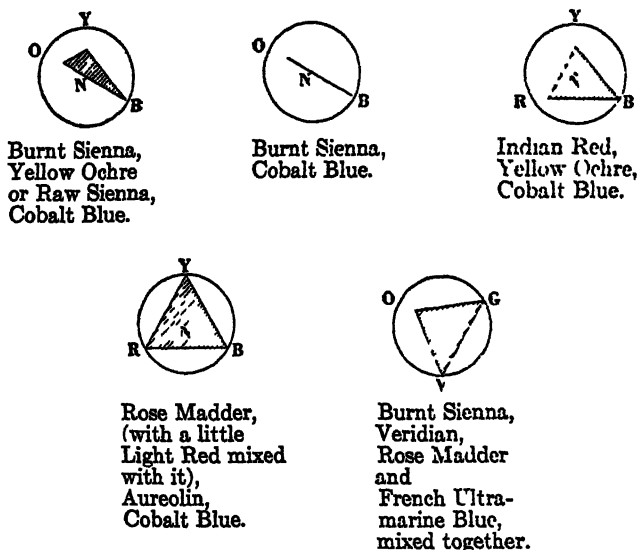 Y
O
N
B
Burnt Sienna,
Yellow Ochre
or Raw Sienna,
Cobalt Blue.
O
N
B
Burnt Sienna,
Cobalt Blue.
Y
R
B
Indian Red,
Yellow Ochre,
Cobalt Blue.
Y
R
B
Rose Madder,
(with a little
Light Red mixed
with it),
Aureolin,
Cobalt Blue.
O
G
V
Burnt Sienna,
Veridian,
Rose Madder
and
French Ultra-
marine Blue,
mixed together.